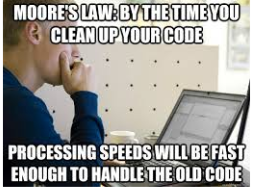 MOORE'S LAW: BY THE TIME YOU
CLEAN UP YOUR CODE
PROCESSING SPEEDS WILL BE FAST
ENOUGH TO HANDLE THE OLD CODE